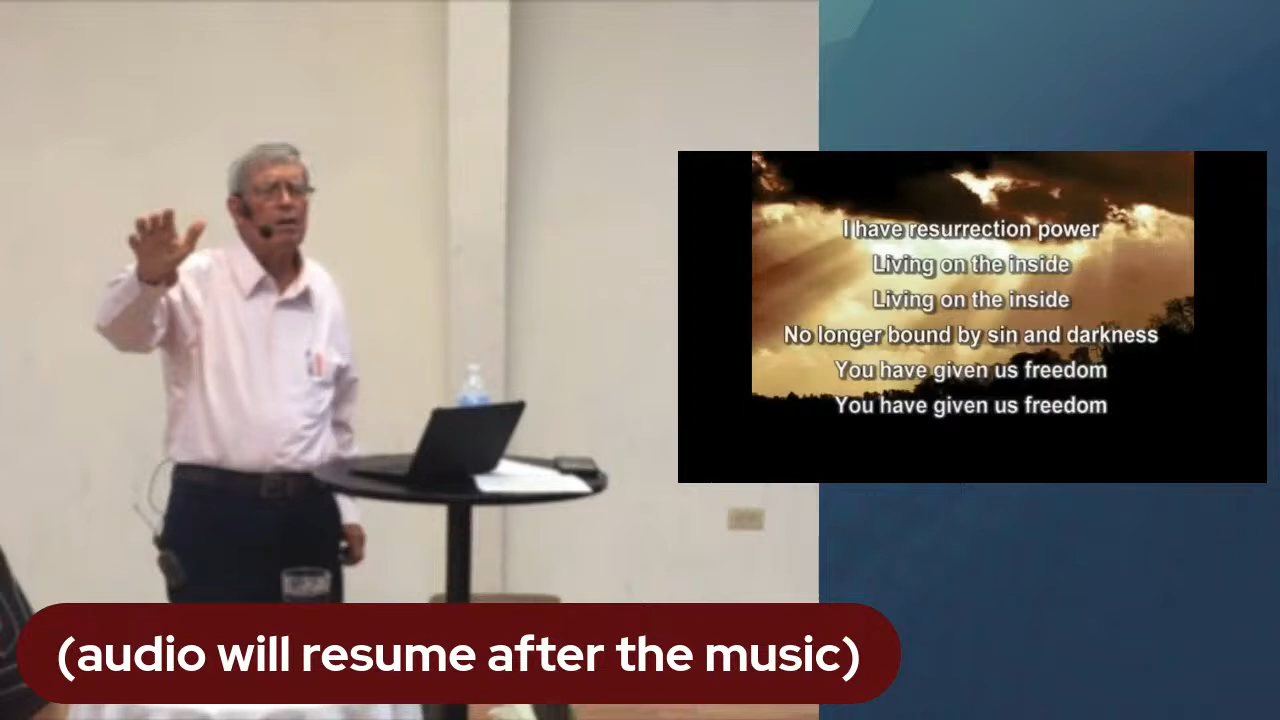 I have resurrection power
Living on the inside
Living on the inside
No longer bound by sin and darkness
You have given us freedom
You have given us freedom
(audio will resume after the music)